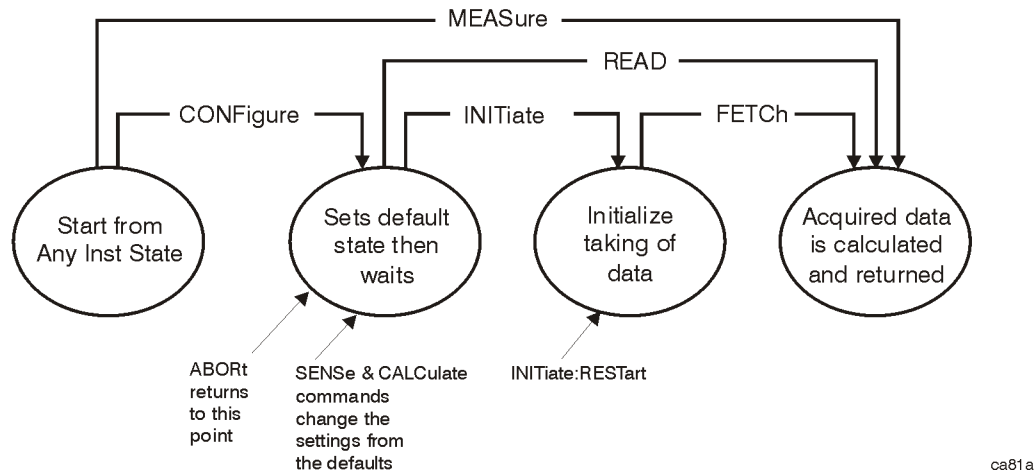 MEASure
READ
CONFigure
INITiate
FETCh
Start from
Any Inst State
Sets default
state then
waits
Initialize
taking of
data
Acquired data
is calculated
and returned
ABORt
returns
to this
point
SENSe & CALCulate
commands
change the
settings from
the defaults
INITiate:RESTart
ca81a